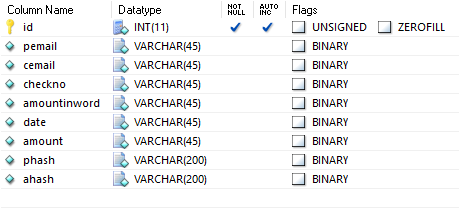 Column Name Datatype NOT NULL AUTO INC Flags
id INT(11) UNSIGNED ZEROFILL
pemail VARCHAR(45) BINARY
cemail VARCHAR(45) BINARY
checkno VARCHAR(45) BINARY
amountinword VARCHAR(45) BINARY
date VARCHAR(45) BINARY
amount VARCHAR(45) BINARY
phash VARCHAR(200) BINARY
ahash VARCHAR(200) BINARY